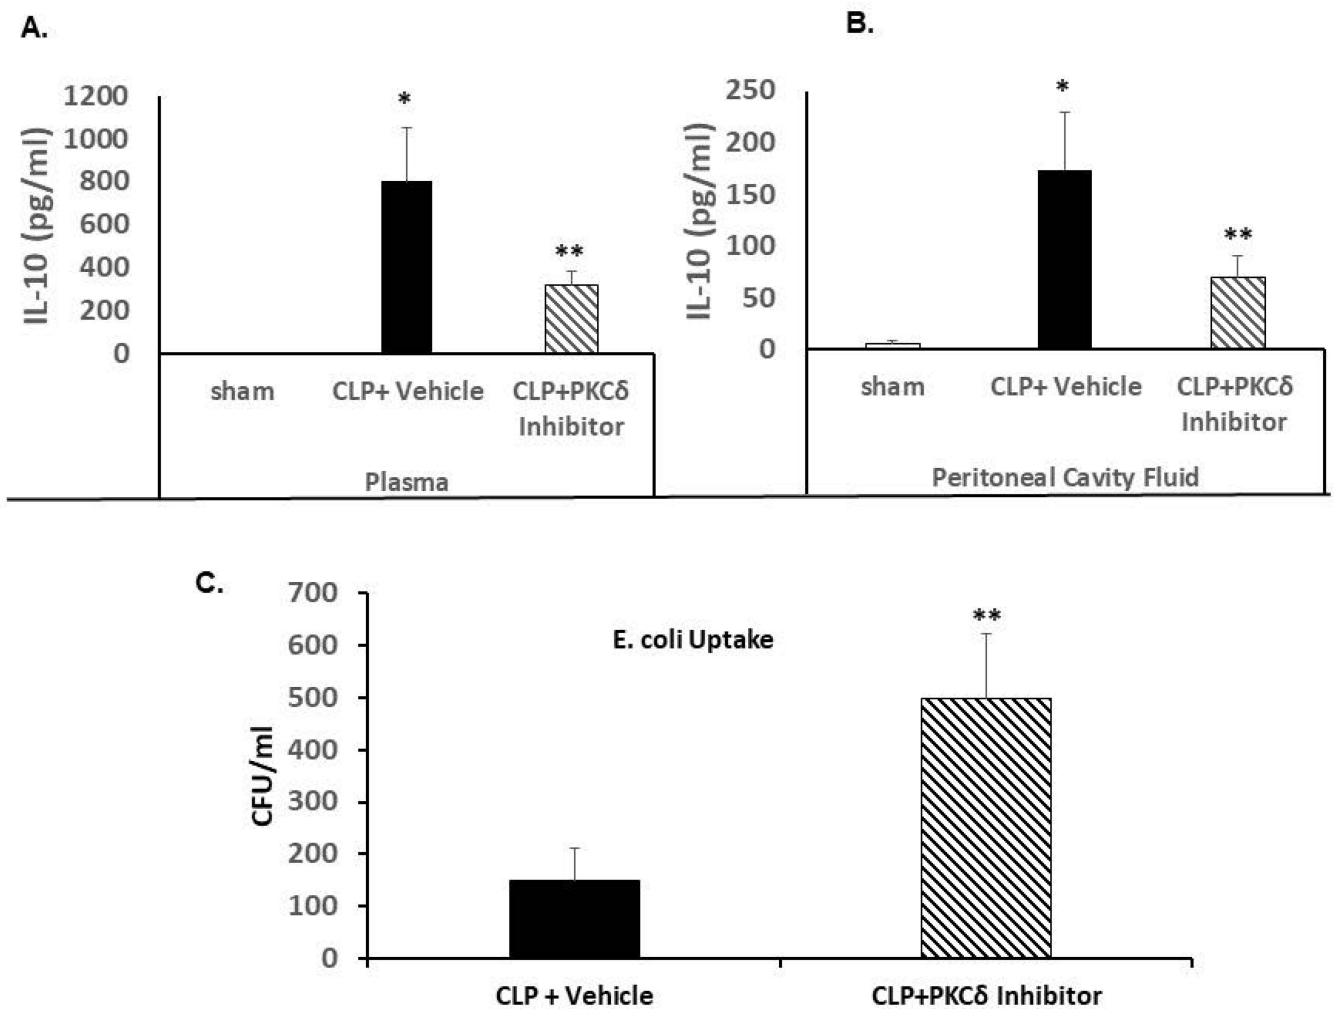 A.
IL-10 (pg/ml)
1200
1000
800
600
400
200
0
*
**
sham
CLP+ Vehicle
CLP+PKCδ
Inhibitor
Plasma
B.
IL-10 (pg/ml)
250
200
150
100
50
0
*
**
sham
CLP+ Vehicle
CLP+PKCδ
Inhibitor
Peritoneal Cavity Fluid
C.
CFU/ml
700
600
500
400
300
200
100
0
E. coli Uptake
**
CLP + Vehicle
CLP+PKCδ Inhibitor